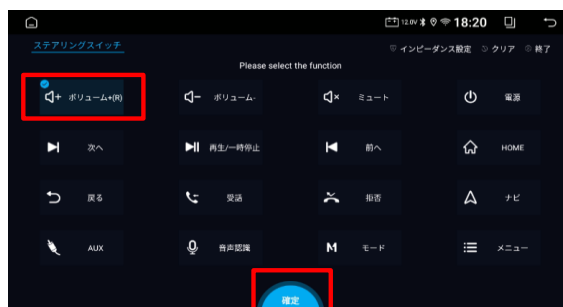 12.0V 18:20
ステアリングスイッチ インピーダンス設定 クリア 終了
Please select the function
ボリューム+(R) ボリューム- ミュート 電源
次へ 再生/一時停止 前へ HOME
戻る 受話 拒否 ナビ
AUX 音声認識 M モード メニュー
確定